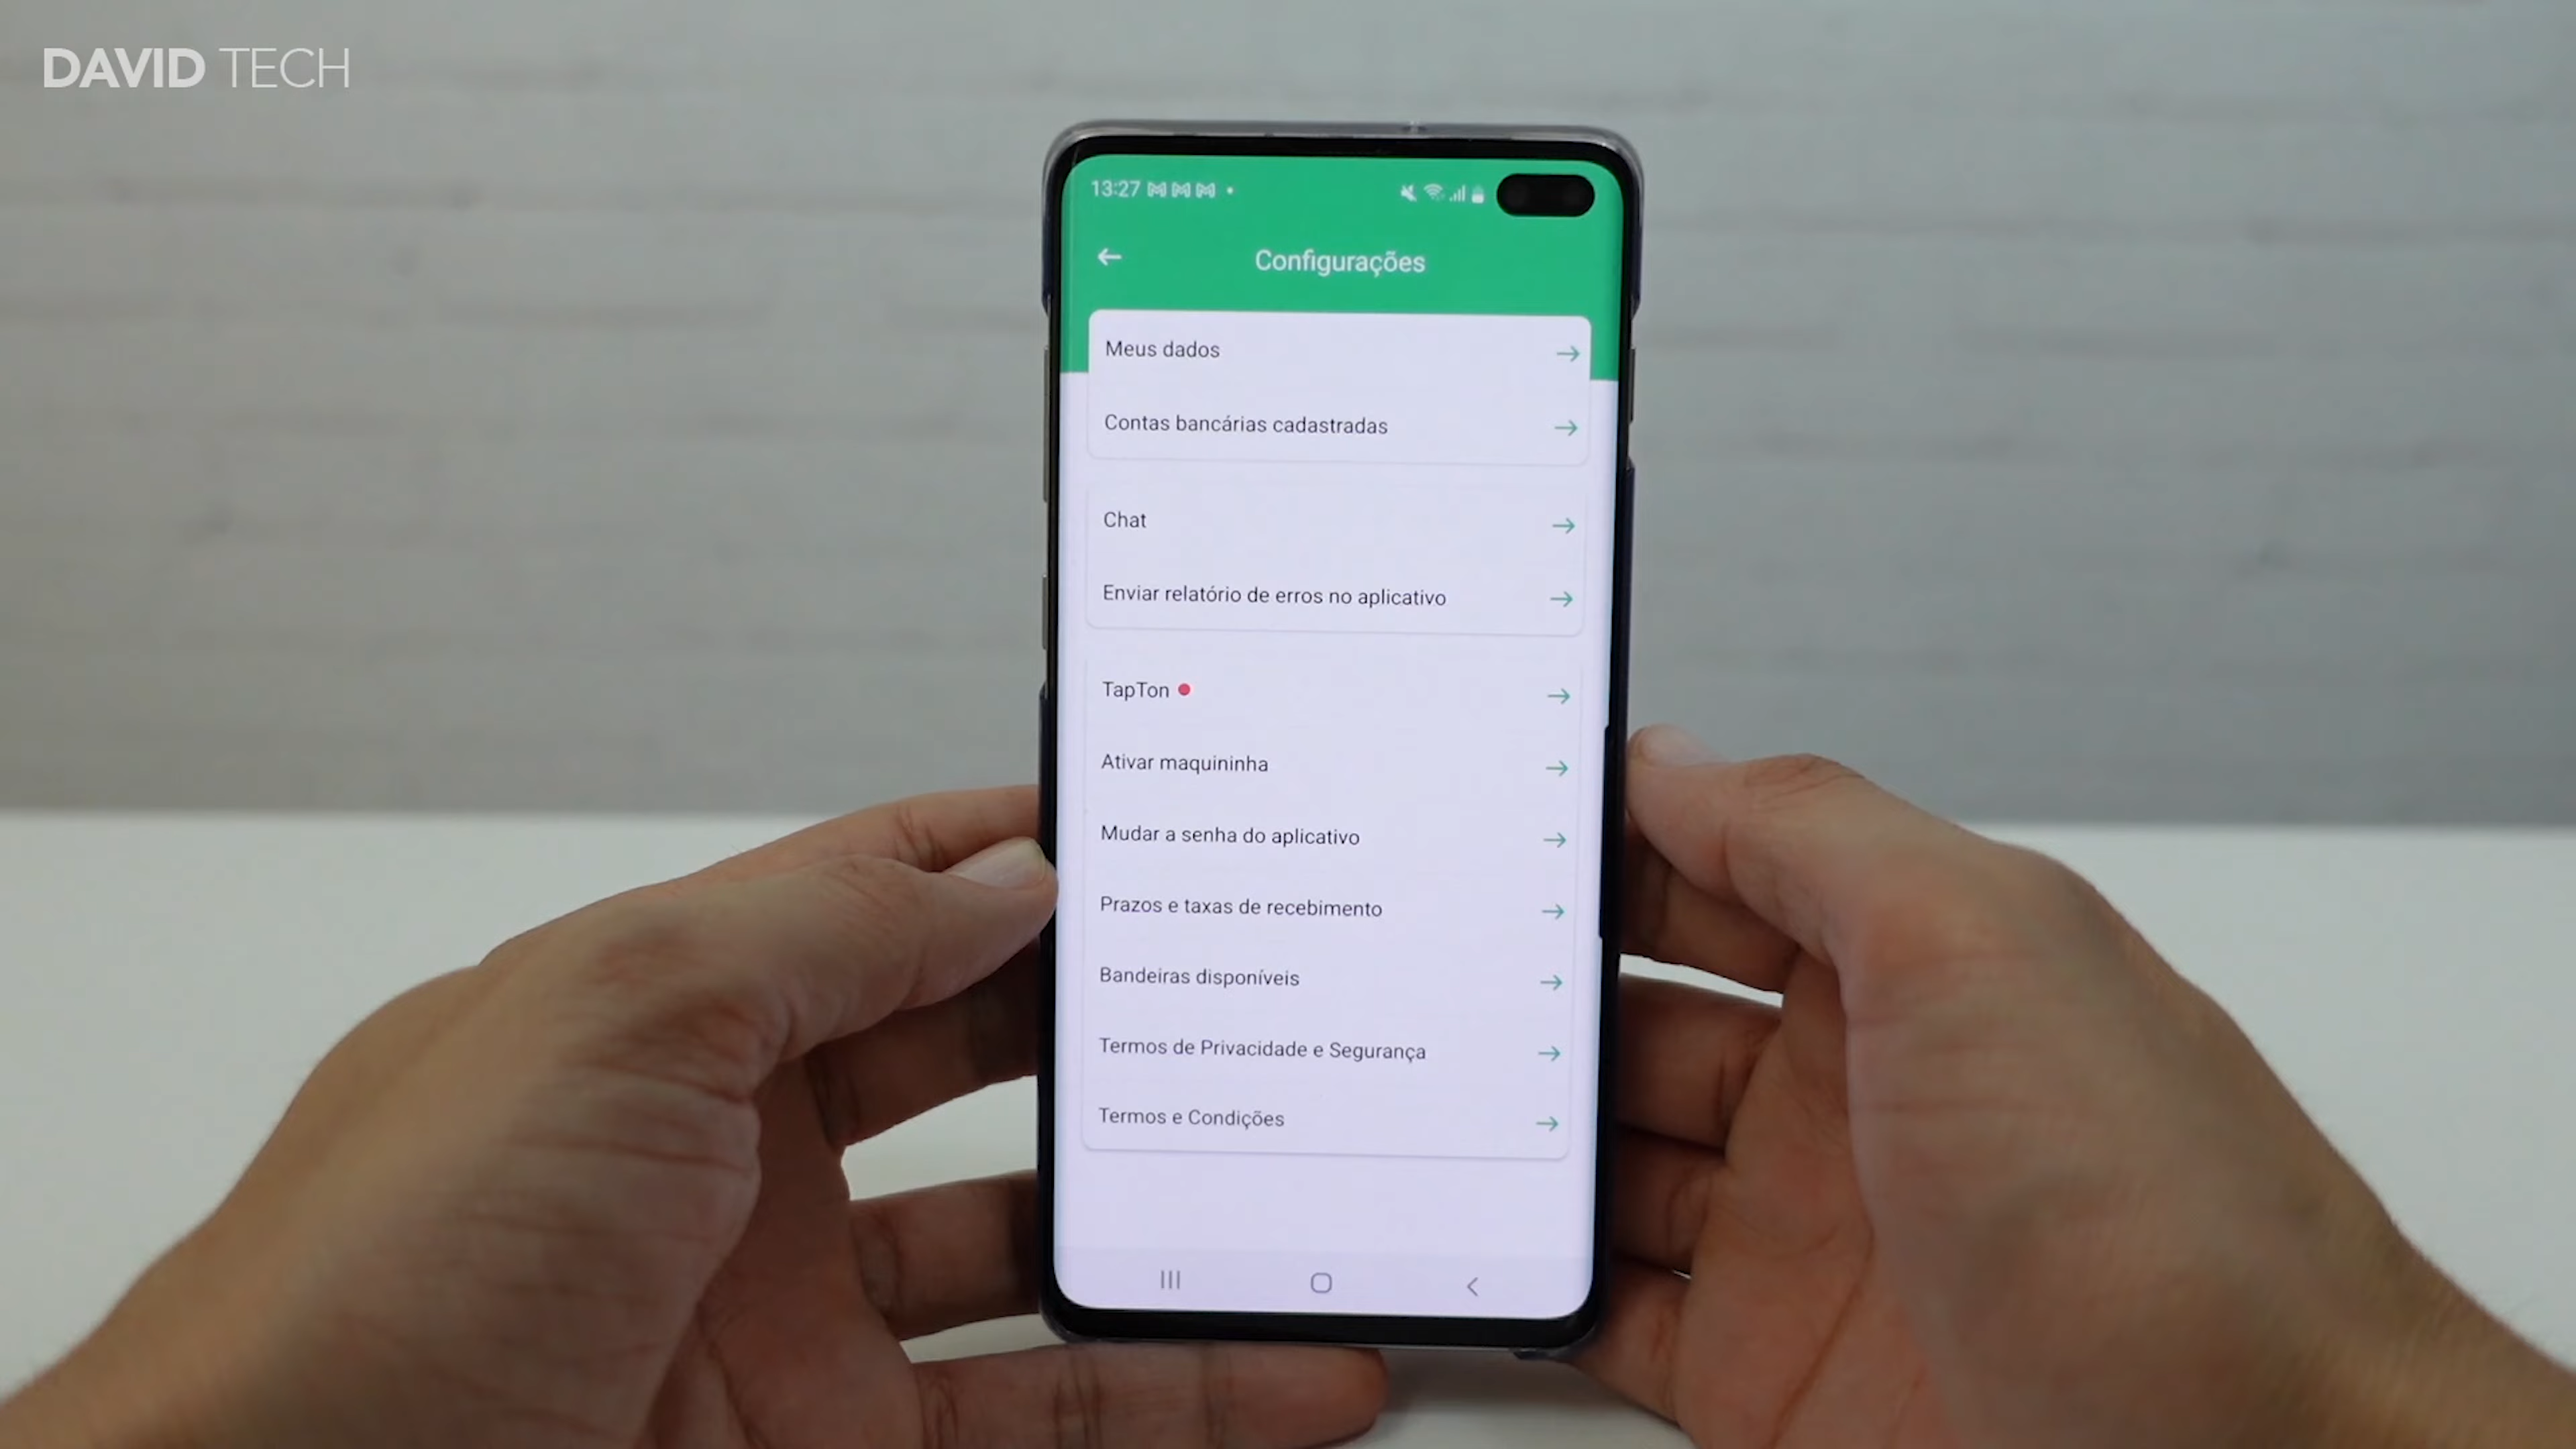 DAVID TECH
13:27
Configurações
Meus dados
Contas bancárias cadastradas
Chat
Enviar relatório de erros no aplicativo
TapTon
Ativar maquininha
Mudar a senha do aplicativo
Prazos e taxas de recebimento
Bandeiras disponíveis
Termos de Privacidade e Segurança
Termos e Condições